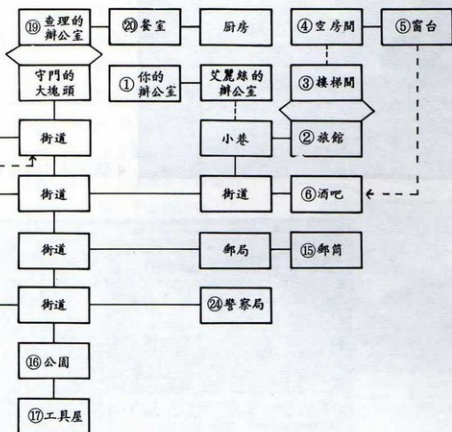 ⑲查理的
辦公室
⑳餐室
廚房
④空房間
⑤窗台
守門的
大塊頭
①你的
辦公室
艾麗絲的
辦公室
③樓梯間
街道
小巷
②旅館
街道
街道
⑥酒吧
街道
郵局
⑮郵筒
街道
㉔警察局
⑯公園
⑰工具屋